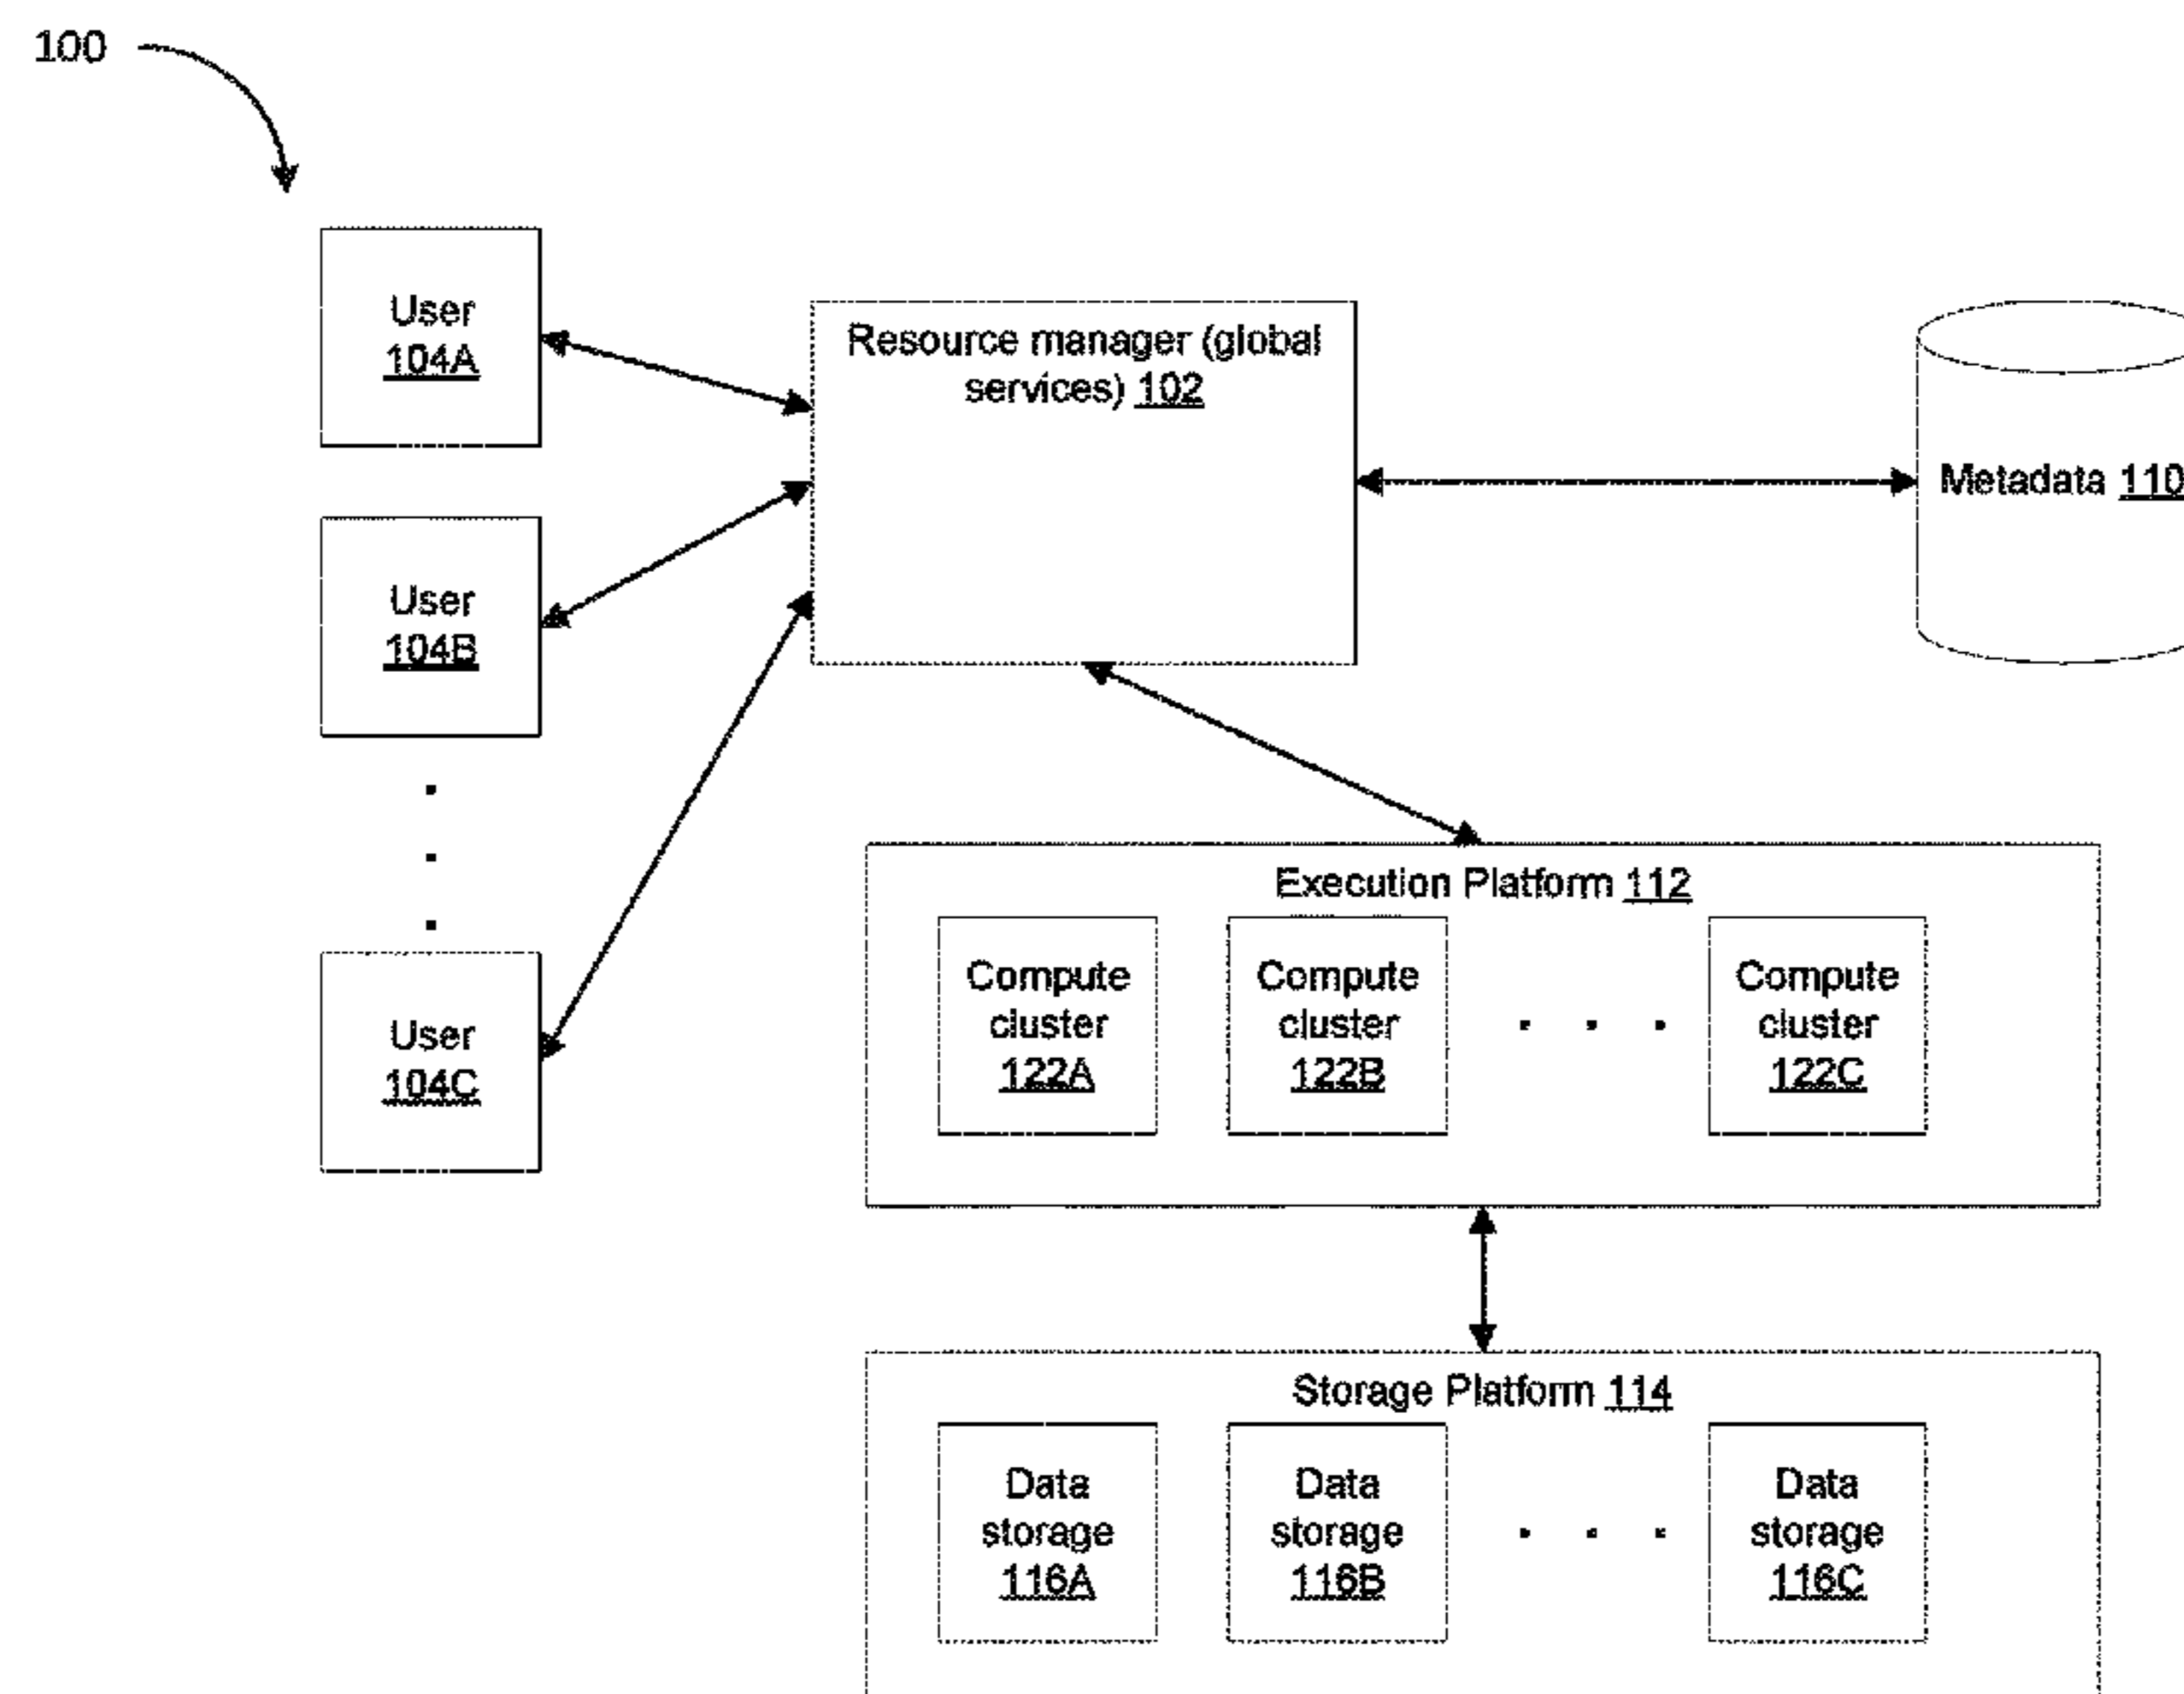 100
User
104A
Resource manager (global
services) 102
Metadata 110
User
104B
User
104C
Execution Platform 112
Compute
cluster
122A
Compute
cluster
122B
Compute
cluster
122C
Storage Platform 114
Data
storage
116A
Data
storage
116B
Data
storage
116C